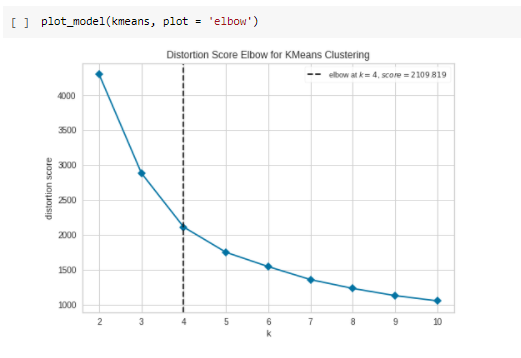 [ ] plot_model(kmeans, plot = 'elbow')
Distortion Score Elbow for KMeans Clustering
elbow at k = 4, score = 2109.819
4000
3500
3000
2500
2000
1500
1000
distortion score
2 3 4 5 6 7 8 9 10
k